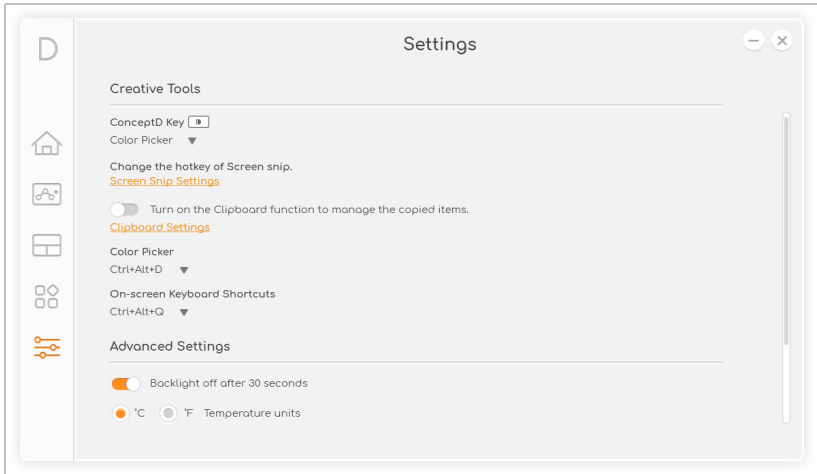 D
Settings
Creative Tools
ConceptD Key
Color Picker
Change the hotkey of Screen snip.
Screen Snip Settings
Turn on the Clipboard function to manage the copied items.
Clipboard Settings
Color Picker
Ctrl+Alt+D
On-screen Keyboard Shortcuts
Ctrl+Alt+Q
Advanced Settings
Backlight off after 30 seconds
°C °F Temperature units